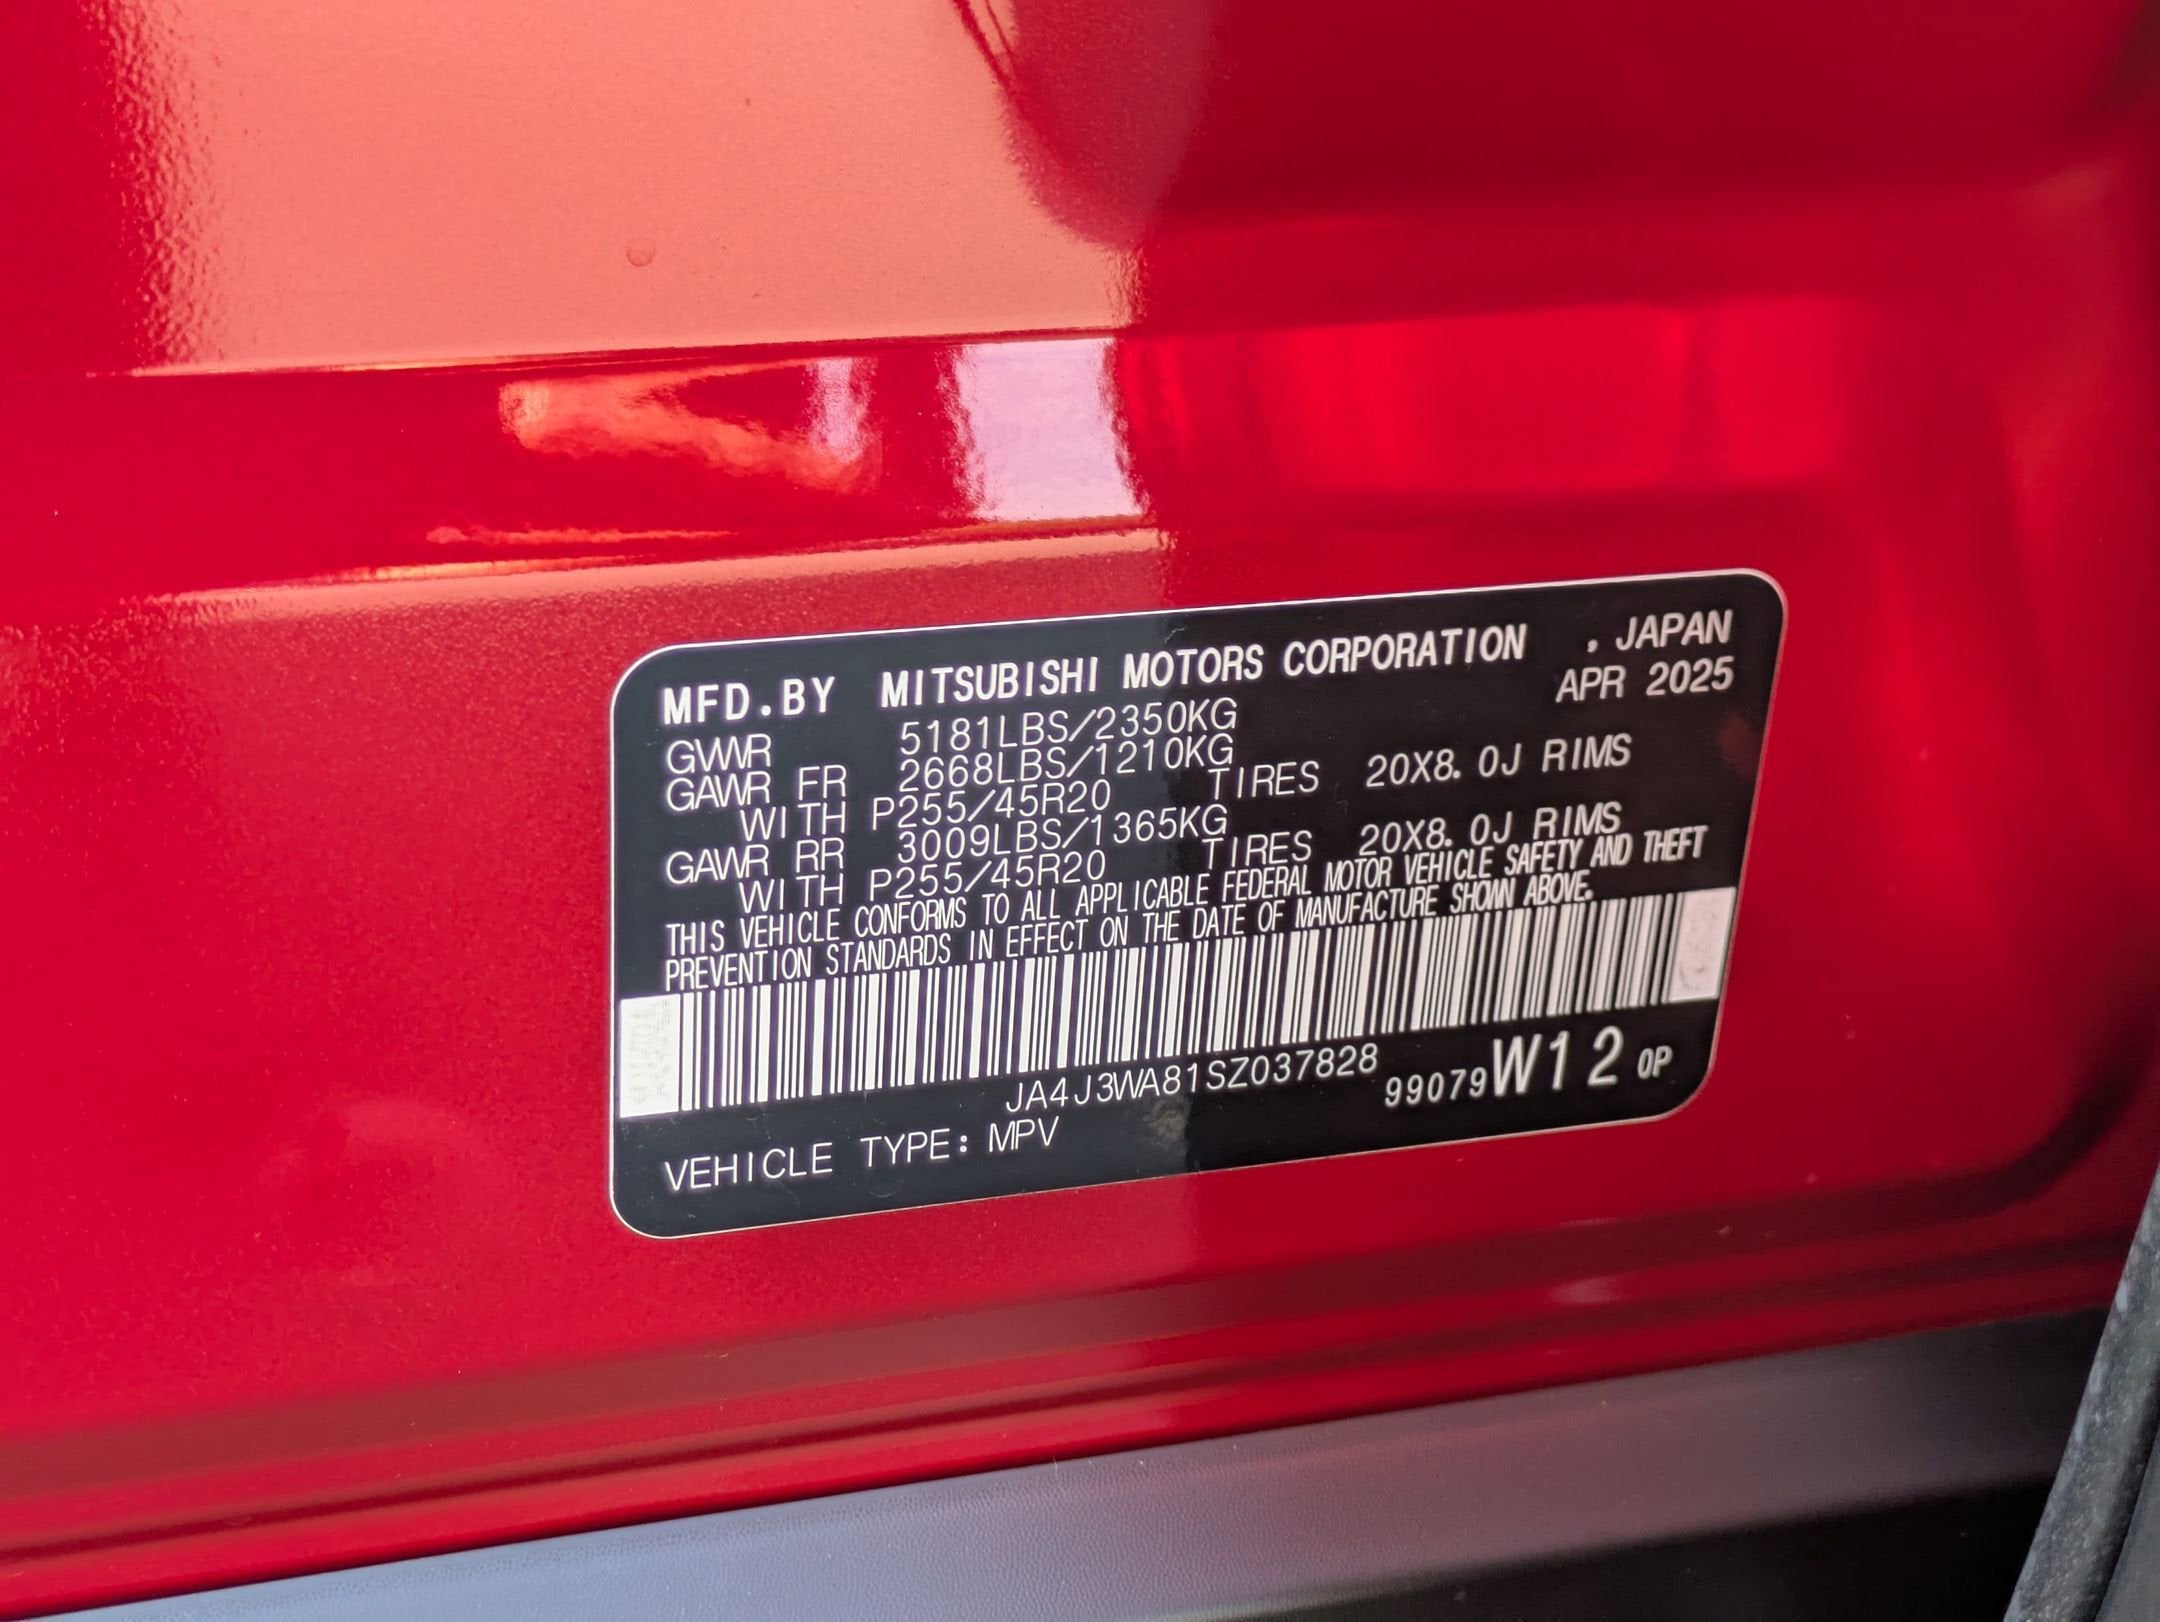 MFD.BY MITSUBISHI MOTORS CORPORATION , JAPAN
APR 2025
GVWR 5181LBS/2350KG
GAWR FR 2668LBS/1210KG
WITH P255/45R20 TIRES 20X8.0J RIMS
GAWR RR 3009LBS/1365KG
WITH P255/45R20 TIRES 20X8.0J RIMS
THIS VEHICLE CONFORMS TO ALL APPLICABLE FEDERAL MOTOR VEHICLE SAFETY AND THEFT
PREVENTION STANDARDS IN EFFECT ON THE DATE OF MANUFACTURE SHOWN ABOVE.
JA4J3WA81SZ037828 99079 W12 OP
VEHICLE TYPE: MPV